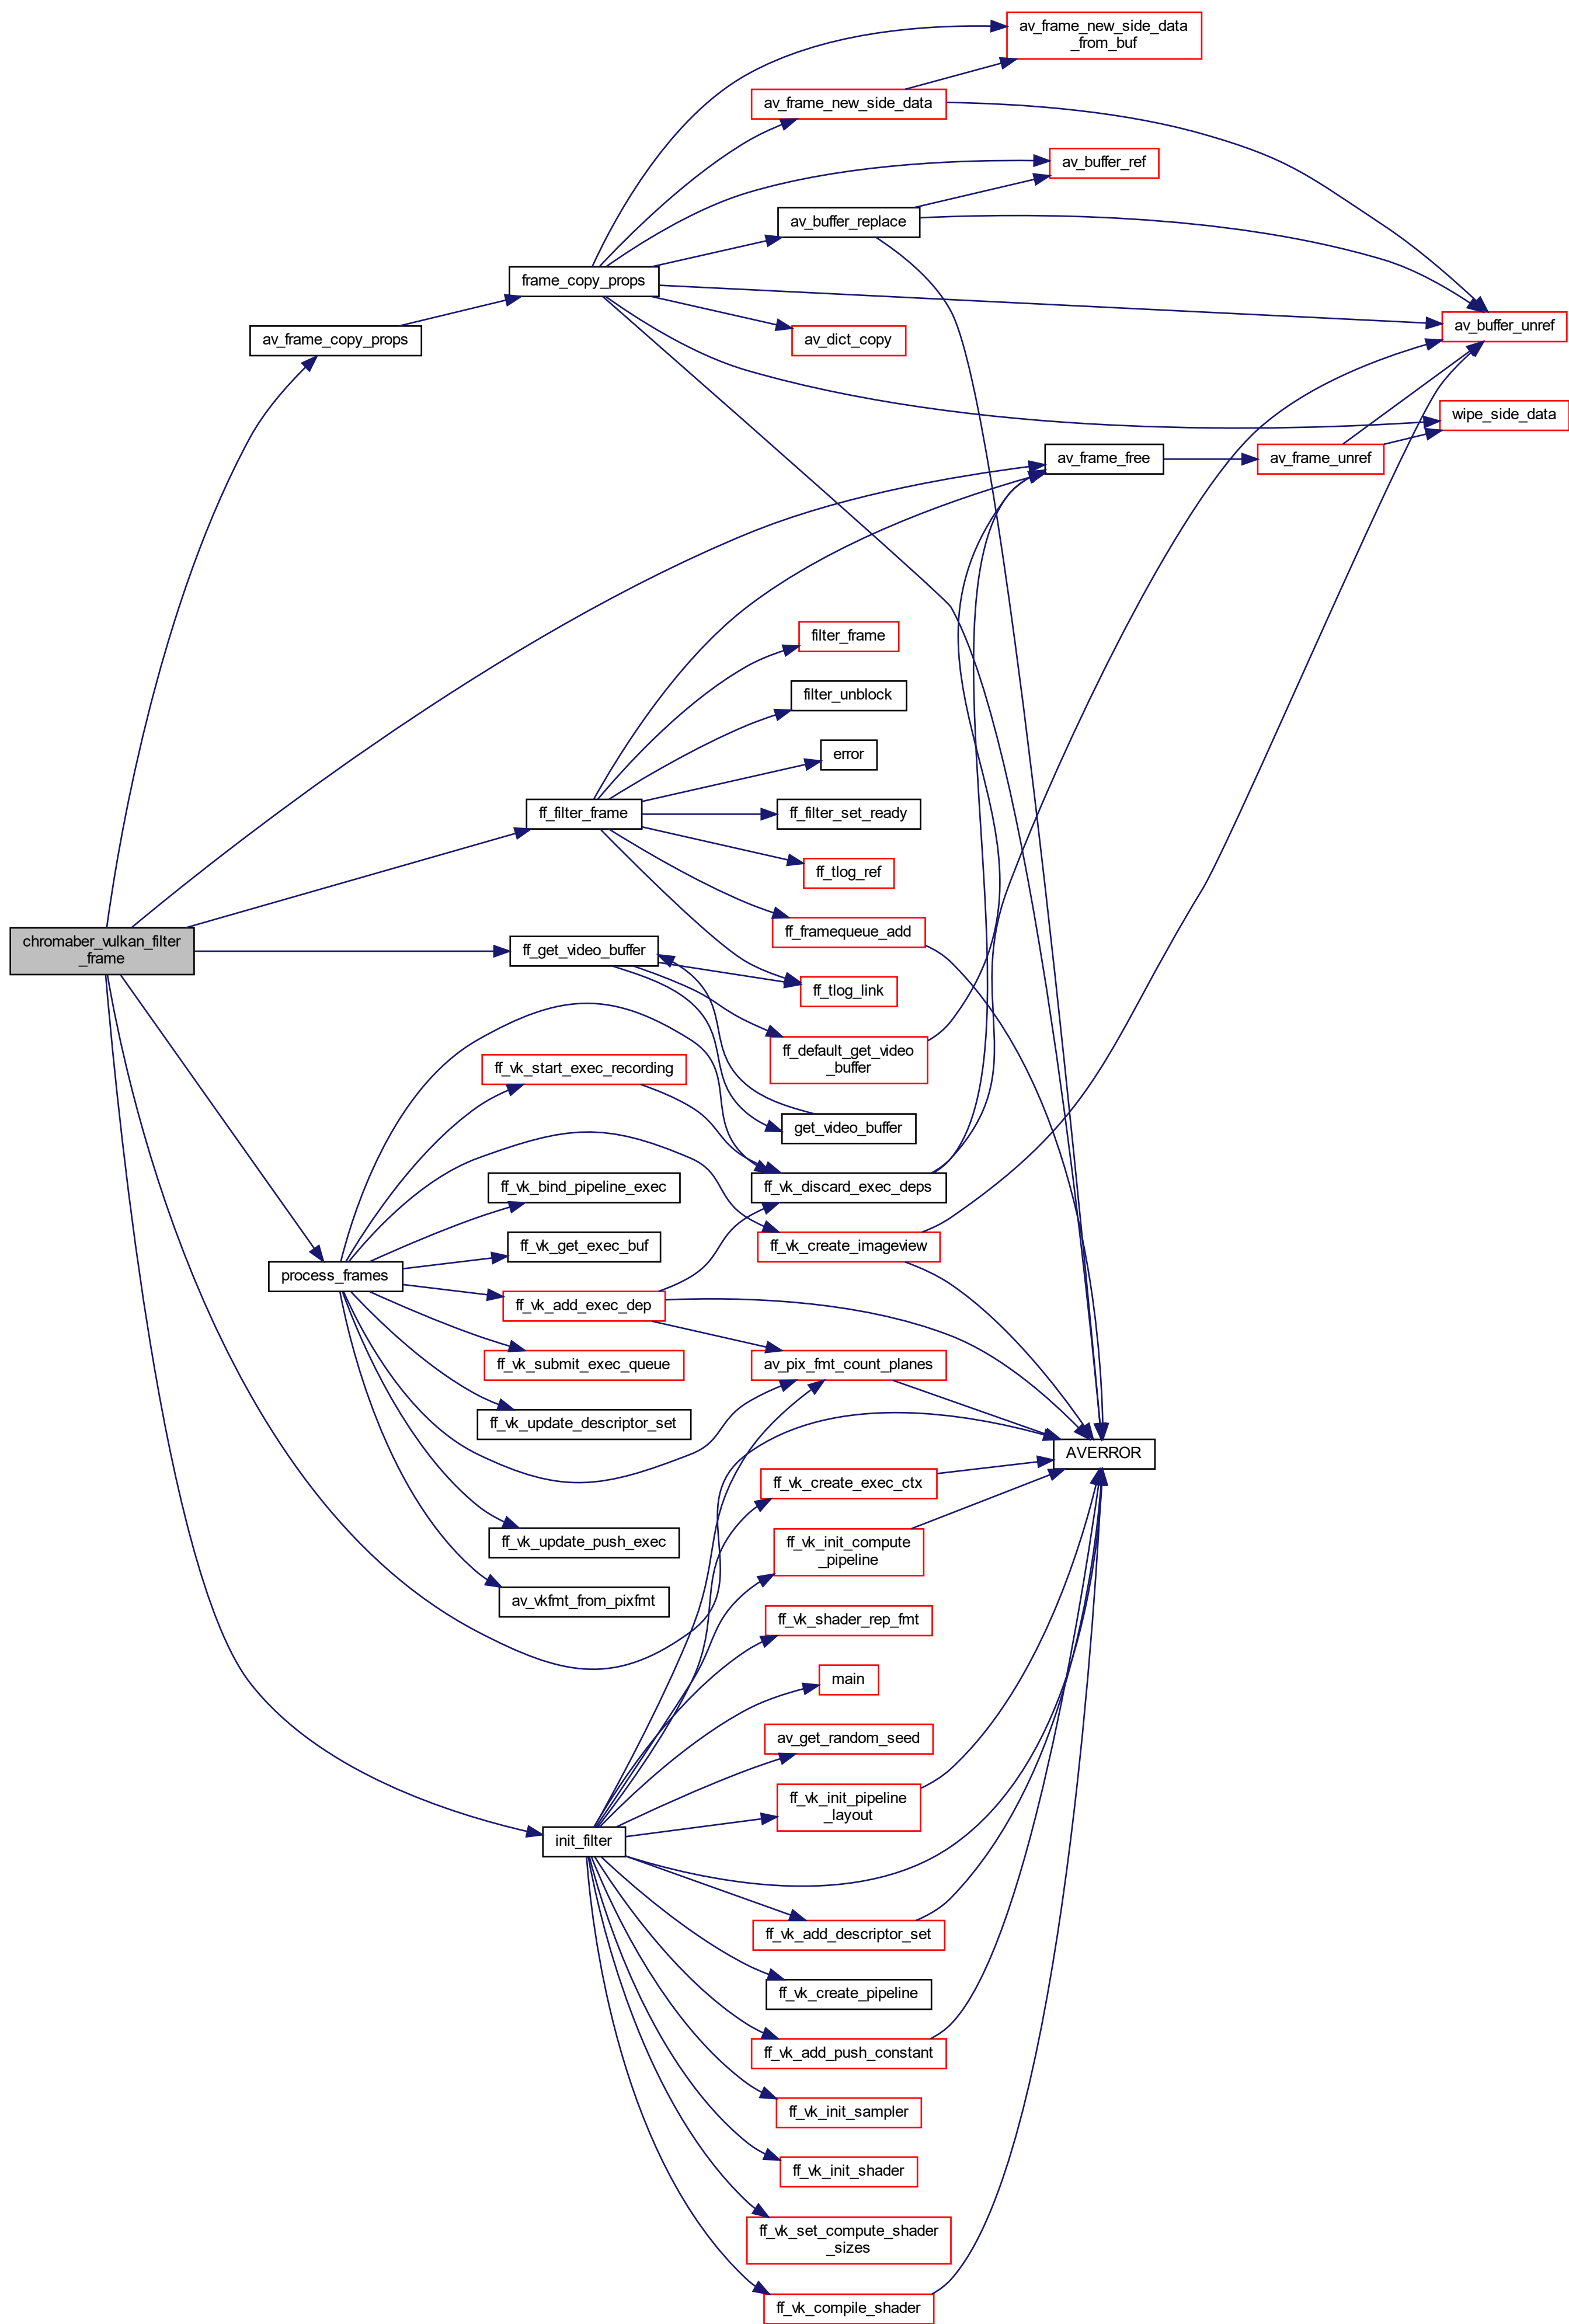 av_frame_new_side_data
_from_buf
av_frame_new_side_data
av_buffer_ref
av_buffer_replace
frame_copy_props
av_buffer_unref
av_frame_copy_props
av_dict_copy
wipe_side_data
av_frame_free
av_frame_unref
filter_frame
filter_unblock
error
ff_filter_frame
ff_filter_set_ready
ff_tlog_ref
ff_framequeue_add
chromaber_vulkan_filter
_frame
ff_get_video_buffer
ff_tlog_link
ff_default_get_video
_buffer
ff_vk_start_exec_recording
get_video_buffer
ff_vk_bind_pipeline_exec
ff_vk_discard_exec_deps
ff_vk_get_exec_buf
ff_vk_create_imageview
process_frames
ff_vk_add_exec_dep
ff_vk_submit_exec_queue
av_pix_fmt_count_planes
ff_vk_update_descriptor_set
AVERROR
ff_vk_create_exec_ctx
ff_vk_update_push_exec
ff_vk_init_compute
_pipeline
av_vkfmt_from_pixfmt
ff_vk_shader_rep_fmt
main
av_get_random_seed
ff_vk_init_pipeline
_layout
init_filter
ff_vk_add_descriptor_set
ff_vk_create_pipeline
ff_vk_add_push_constant
ff_vk_init_sampler
ff_vk_init_shader
ff_vk_set_compute_shader
_sizes
ff_vk_compile_shader